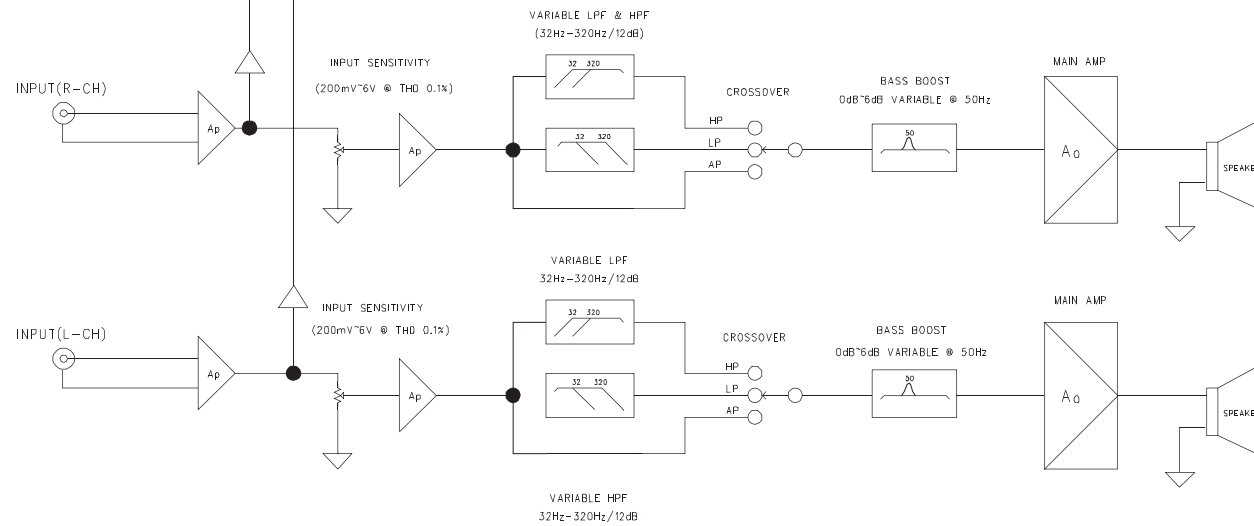 VARIABLE LPF & HPF
(32Hz-320Hz/12dB)
INPUT SENSITIVITY
(200mV~6V @ THD 0.1%)
32 320
BASS BOOST
0dB~6dB VARIABLE @ 50Hz
MAIN AMP
INPUT(R-CH)
CROSSOVER
Ap
HP
32 320
50
Ap
LP
Ao
AP
SPEAKE
VARIABLE LPF
32Hz-320Hz/12dB
INPUT SENSITIVITY
(200mV~6V @ THD 0.1%)
32 320
MAIN AMP
INPUT(L-CH)
CROSSOVER
BASS BOOST
0dB~6dB VARIABLE @ 50Hz
Ap
HP
32 320
50
Ap
LP
Ao
AP
SPEAKE
VARIABLE HPF
32Hz-320Hz/12dB